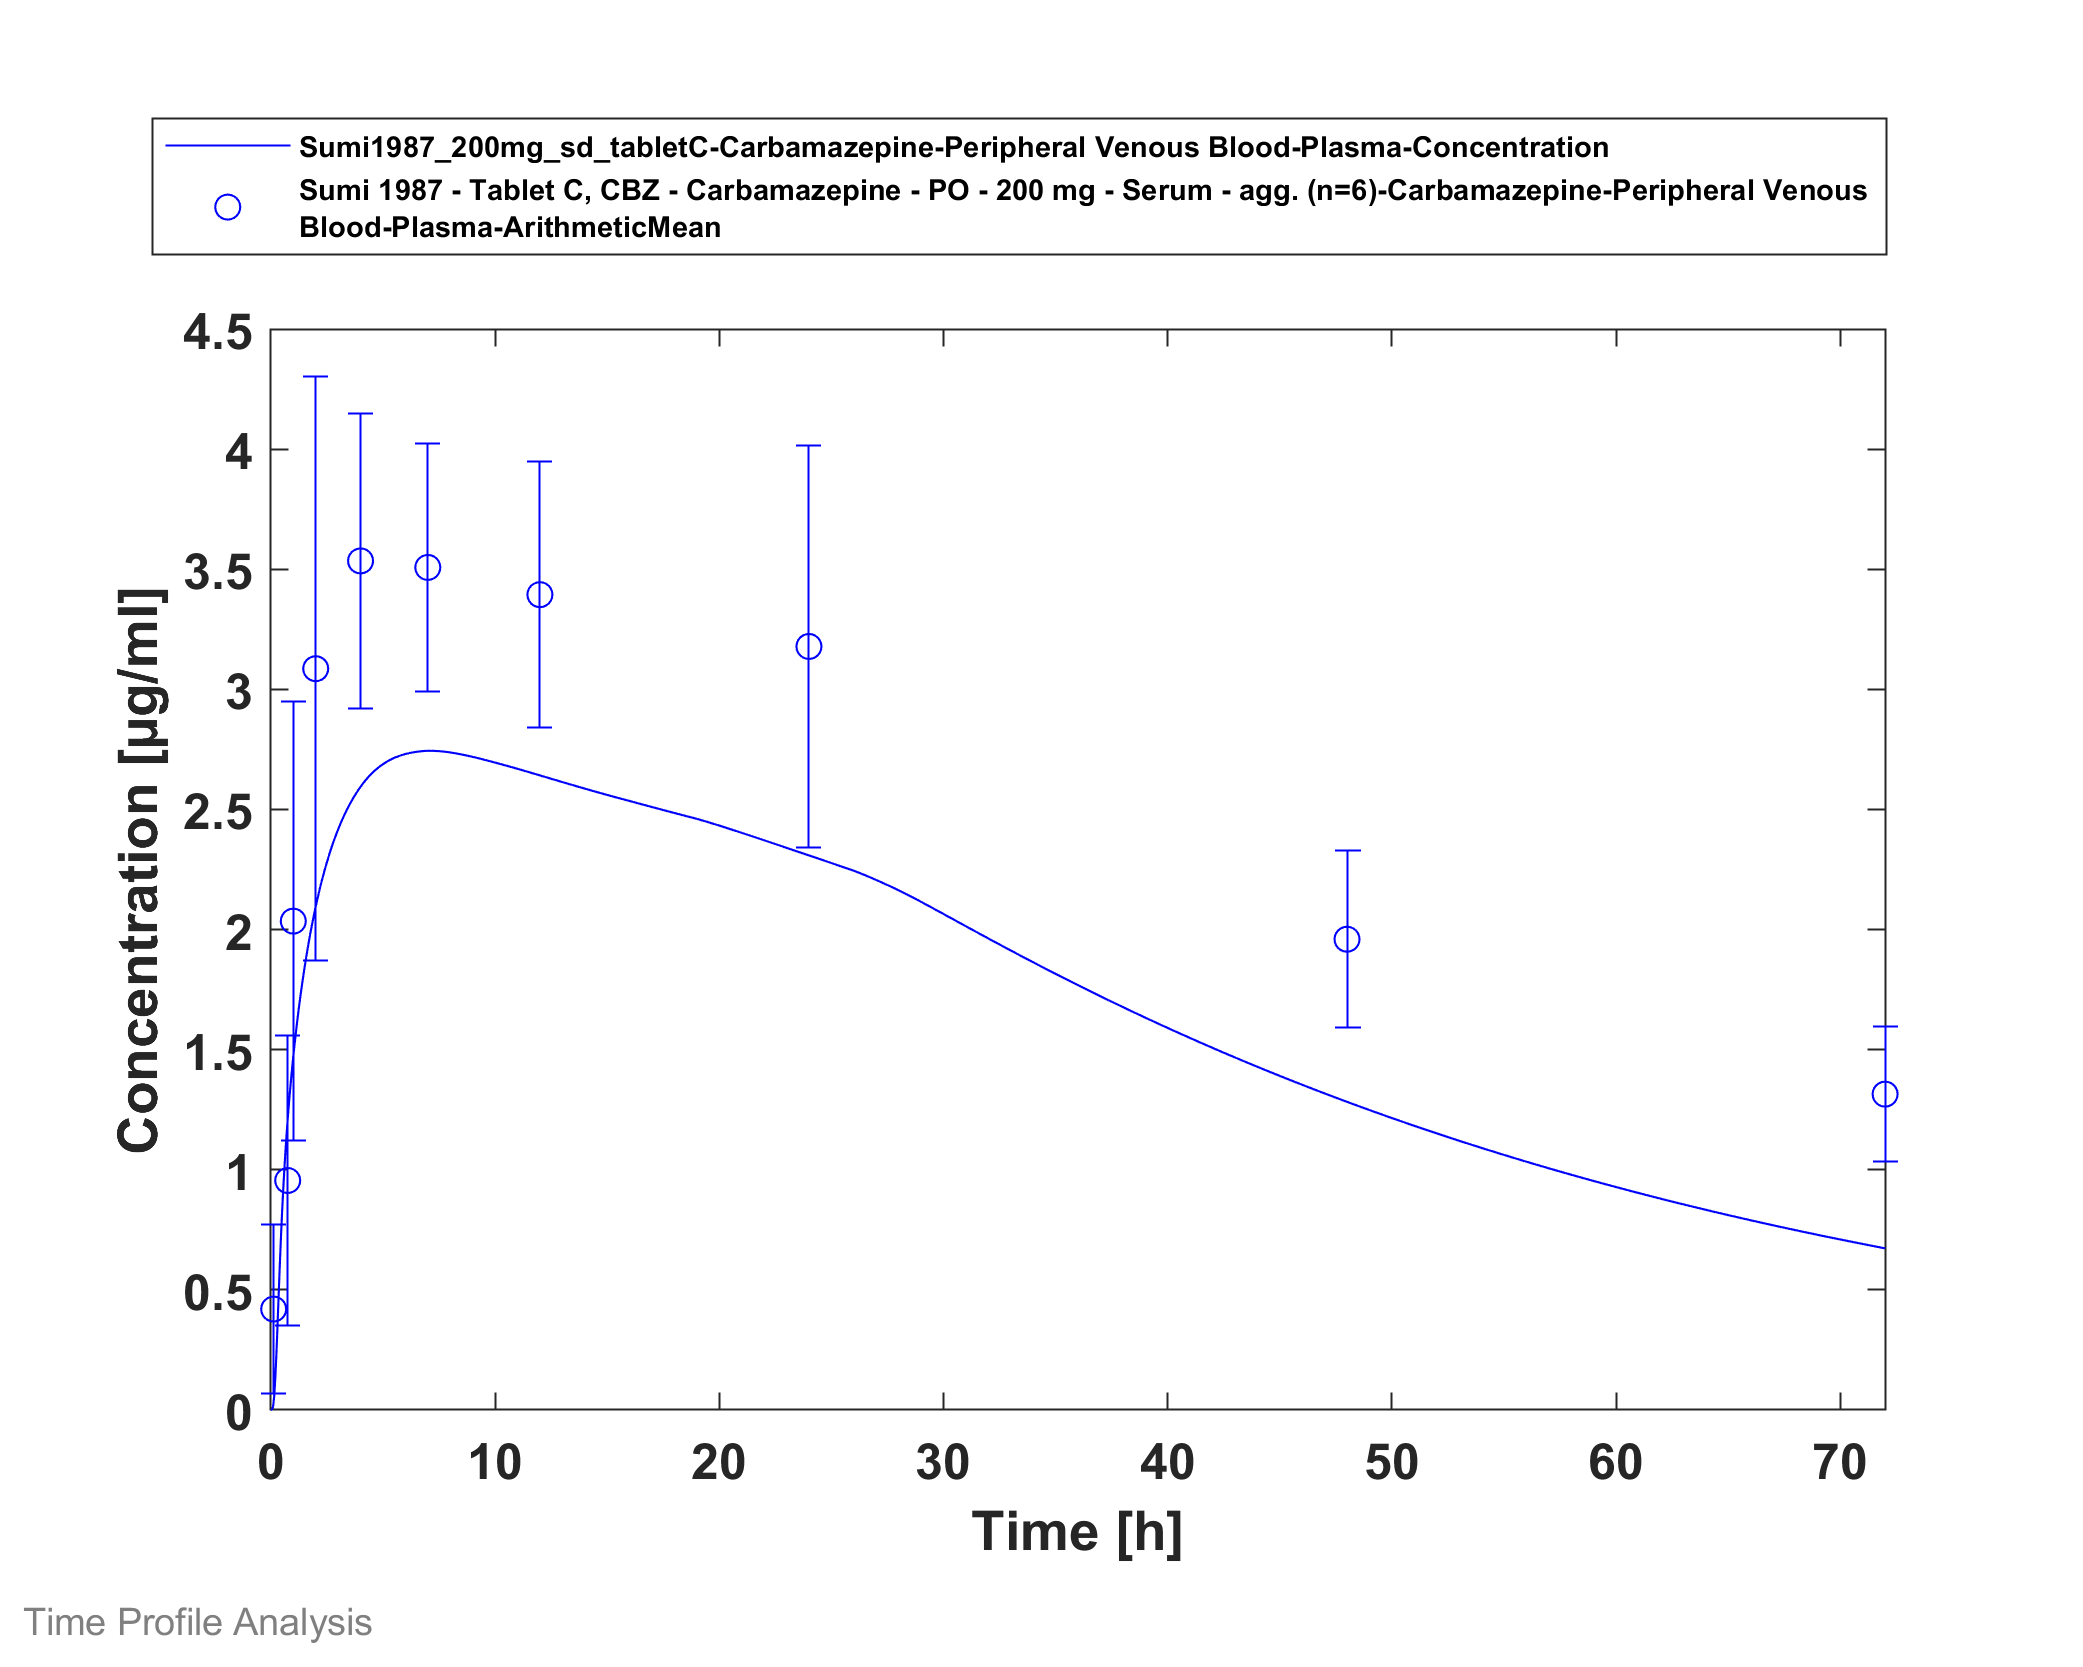 Sumi1987_200mg_sd_tabletC-Carbamazepine-Peripheral Venous Blood-Plasma-Concentration
Sumi 1987 - Tablet C, CBZ - Carbamazepine - PO - 200 mg - Serum - agg. (n=6)-Carbamazepine-Peripheral Venous
Blood-Plasma-ArithmeticMean
4.5
4
3.5
3
2.5
2
1.5
1
0.5
0
Concentration [µg/ml]
0 10 20 30 40 50 60 70
Time [h]
Time Profile Analysis